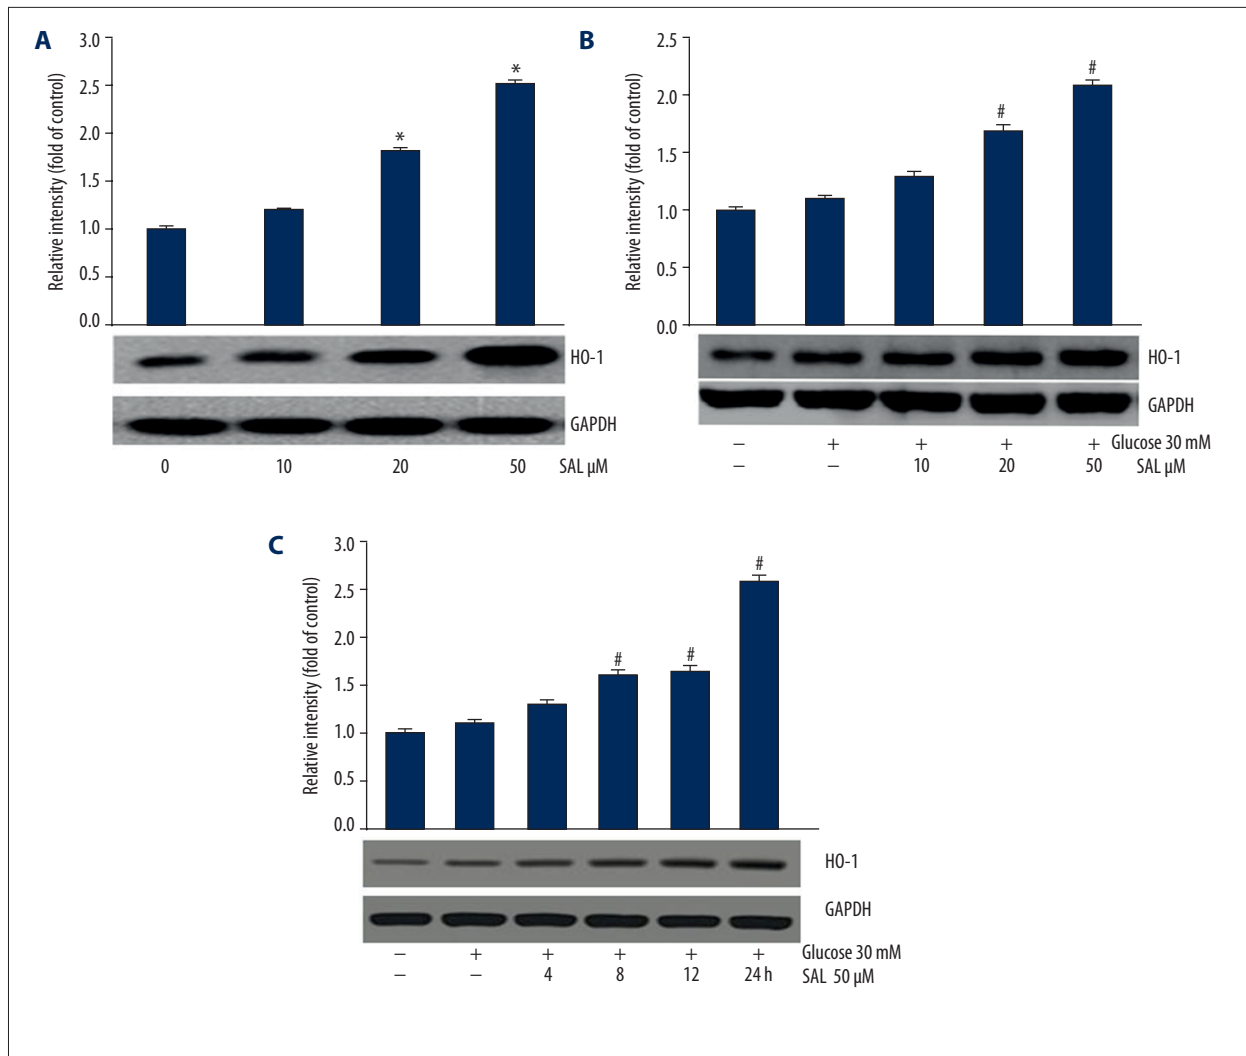 A
3.0
2.5
2.0
1.5
1.0
0.5
0.0
Relative intensity (fold of control)
*
*
HO-1
GAPDH
0 10 20 50 SAL µM
B
2.5
2.0
1.5
1.0
0.5
0.0
Relative intensity (fold of control)
#
#
HO-1
GAPDH
– + + + + Glucose 30 mM
– – 10 20 50 SAL µM
C
3.0
2.5
2.0
1.5
1.0
0.5
0.0
Relative intensity (fold of control)
#
#
#
HO-1
GAPDH
– + + + + + Glucose 30 mM
– – 4 8 12 24 h SAL 50 µM